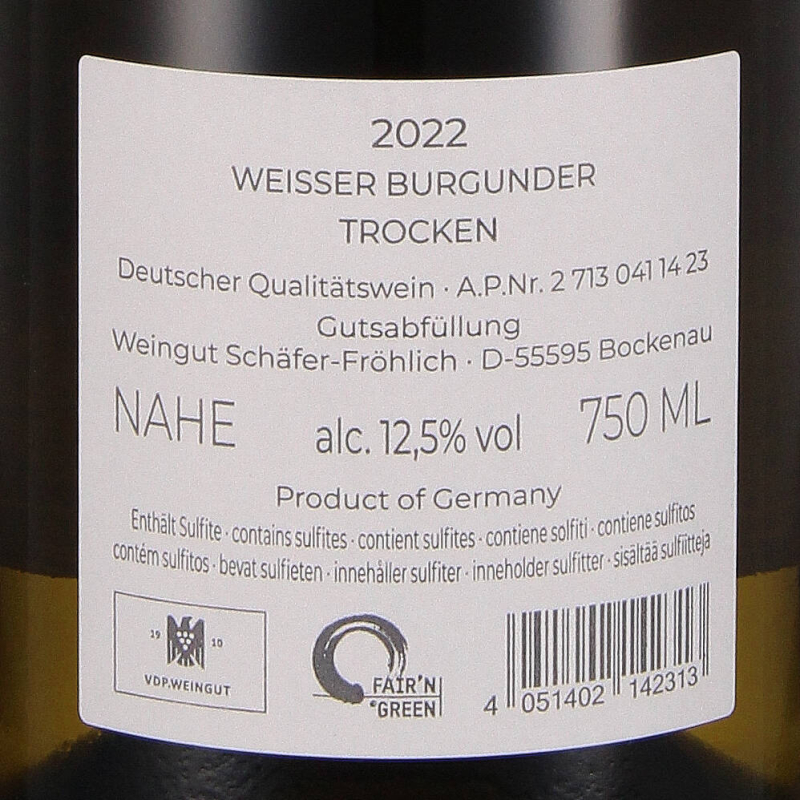 2022
WEISSER BURGUNDER
TROCKEN
Deutscher Qualitätswein · A.P.Nr. 2 713 041 14 23
Gutsabfüllung
Weingut Schäfer-Fröhlich · D-55595 Bockenau
NAHE alc. 12,5% vol 750 ML
Product of Germany
Enthält Sulfite · contains sulfites · contient sulfites · contiene solfiti · contiene sulfitos
contém sulfitos · bevat sulfieten · innehåller sulfiter · inneholder sulfitter · sisältää sulfiitteja
19 10
VDP.WEINGUT
FAIR'N
GREEN
4 051402 142313